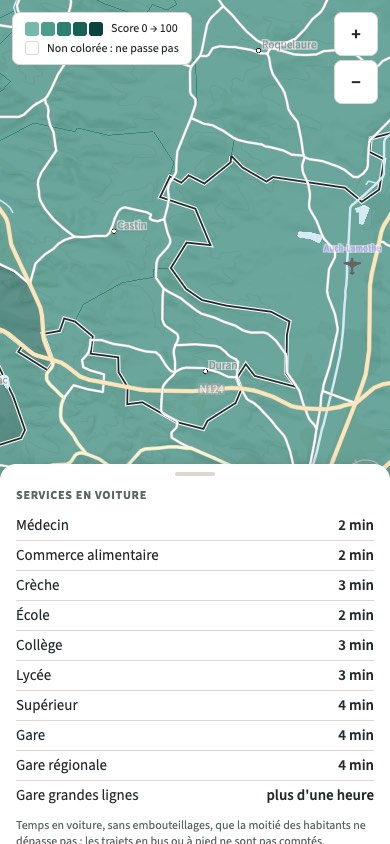 Score 0 → 100
Non colorée : ne passe pas
+
−
Roquelaure
Castin
Auch-Lamothe
Duran
N124
ac
SERVICES EN VOITURE
Médecin 2 min
Commerce alimentaire 2 min
Crèche 3 min
École 2 min
Collège 3 min
Lycée 3 min
Supérieur 4 min
Gare 4 min
Gare régionale 4 min
Gare grandes lignes plus d'une heure
Temps en voiture, sans embouteillages, que la moitié des habitants ne
dépasse pas : les trajets en bus ou à pied ne sont pas comptés.